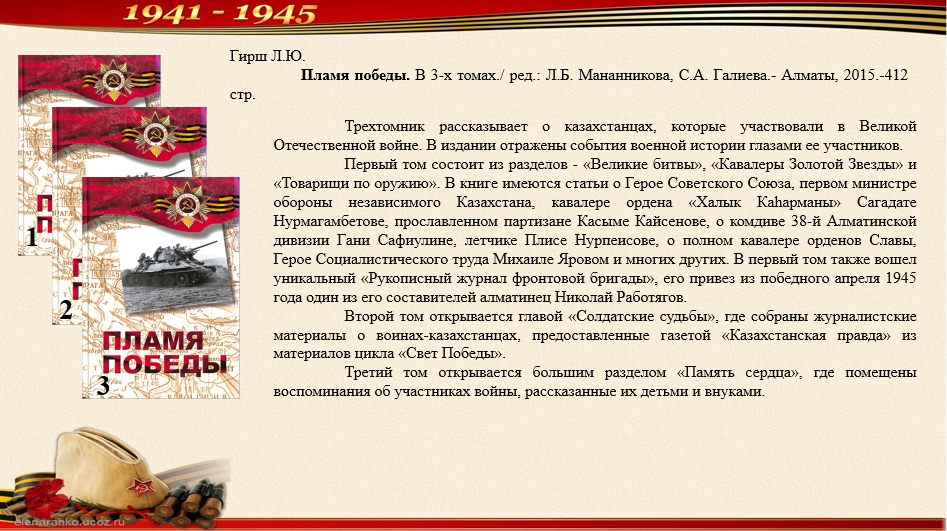 1941 - 1945
Гирш Л.Ю.
Пламя победы. В 3-х томах./ ред.: Л.Б. Мананникова, С.А. Галиева.- Алматы, 2015.-412
стр.
Трехтомник рассказывает о казахстанцах, которые участвовали в Великой
Отечественной войне. В издании отражены события военной истории глазами ее участников.
Первый том состоит из разделов - «Великие битвы», «Кавалеры Золотой Звезды» и
«Товарищи по оружию». В книге имеются статьи о Герое Советского Союза, первом министре
обороны независимого Казахстана, кавалере ордена «Халык Каһарманы» Сагадате
Нурмагамбетове, прославленном партизане Касыме Кайсенове, о комдиве 38-й Алматинской
дивизии Гани Сафиулине, летчике Плисе Нурпеисове, о полном кавалере орденов Славы,
Герое Социалистического труда Михаиле Яровом и многих других. В первый том также вошел
уникальный «Рукописный журнал фронтовой бригады», его привез из победного апреля 1945
года один из его составителей алматинец Николай Работягов.
Второй том открывается главой «Солдатские судьбы», где собраны журналистские
материалы о воинах-казахстанцах, предоставленные газетой «Казахстанская правда» из
материалов цикла «Свет Победы».
Третий том открывается большим разделом «Память сердца», где помещены
воспоминания об участниках войны, рассказанные их детьми и внуками.
1
2
ПЛАМЯ
ПОБЕДЫ
3
elenaranko.ucoz.ru